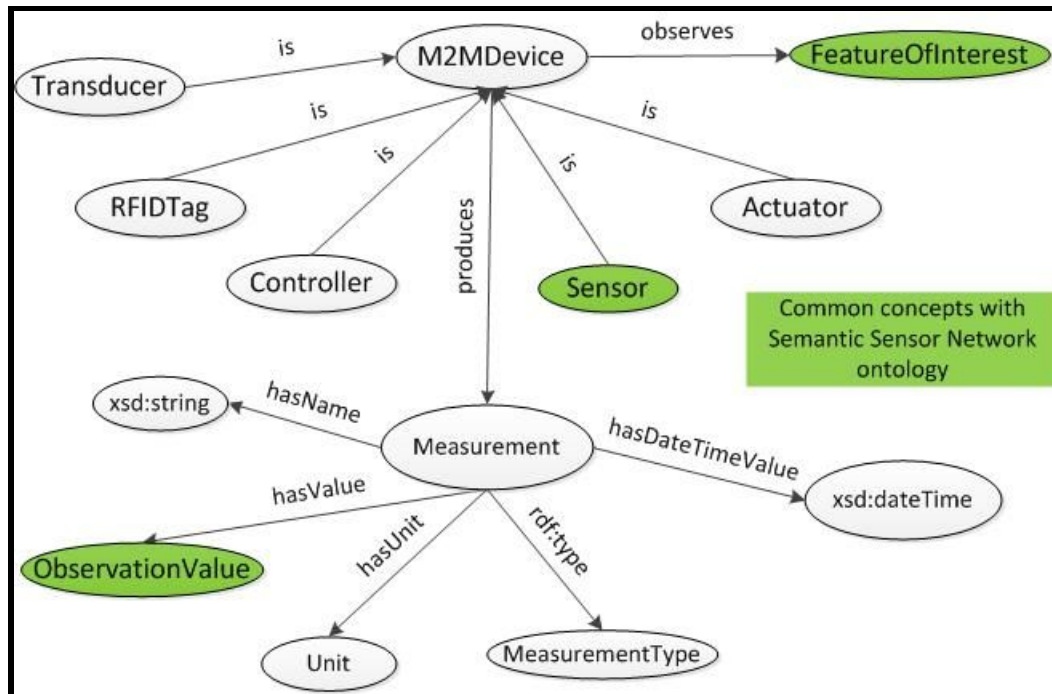 is
M2MDevice
observes
FeatureOfInterest
Transducer
is
is
is
is
RFIDTag
Actuator
produces
Controller
Sensor
Common concepts with
Semantic Sensor Network
ontology
xsd:string
hasName
Measurement
hasDateTimeValue
hasValue
xsd:dateTime
hasUnit
rdf:type
ObservationValue
Unit
MeasurementType